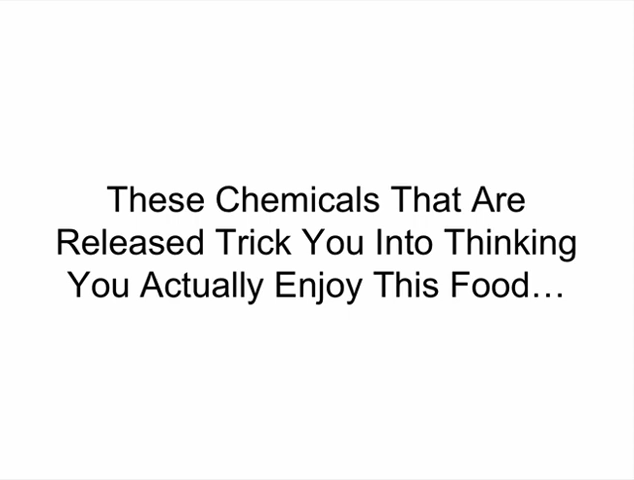 These Chemicals That Are
Released Trick You Into Thinking
You Actually Enjoy This Food…